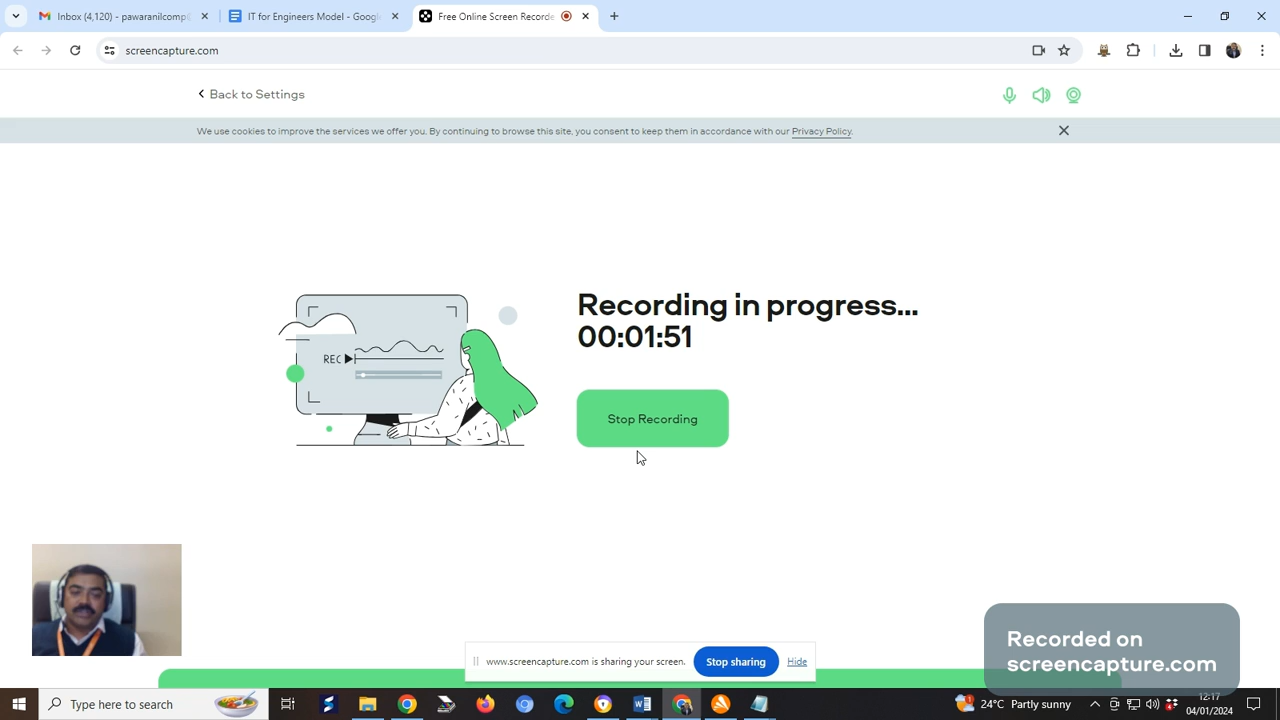 Inbox (4,120) - pawaranilcomp@
IT for Engineers Model - Google
Free Online Screen Recorde
screencapture.com
Back to Settings
We use cookies to improve the services we offer you. By continuing to browse this site, you consent to keep them in accordance with our Privacy Policy.
Recording in progress...
00:01:51
REC
Stop Recording
www.screencapture.com is sharing your screen.
Stop sharing
Hide
Recorded on
screencapture.com
Type here to search
24°C Partly sunny
12:17
04/01/2024